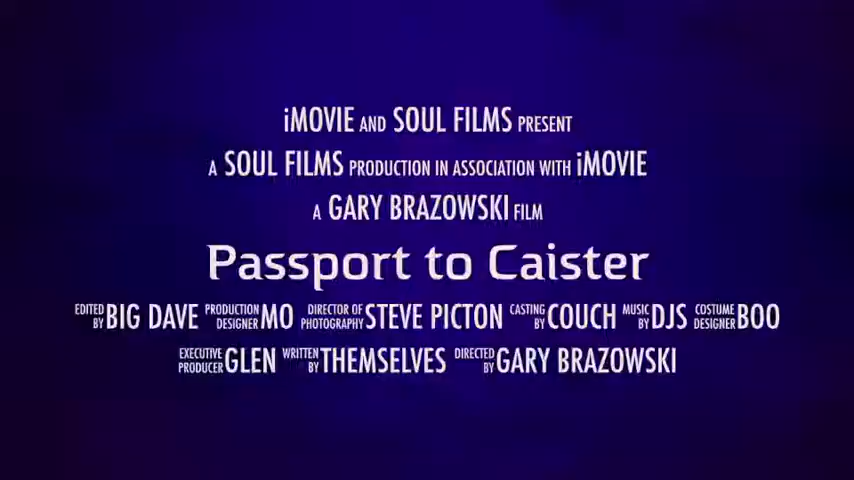 iMOVIE AND SOUL FILMS PRESENT
A SOUL FILMS PRODUCTION IN ASSOCIATION WITH iMOVIE
A GARY BRAZOWSKI FILM
Passport to Caister
EDITED BY BIG DAVE PRODUCTION DESIGNER MO DIRECTOR OF PHOTOGRAPHY STEVE PICTON CASTING BY COUCH MUSIC BY DJS COSTUME DESIGNER BOO
EXECUTIVE PRODUCER GLEN WRITTEN BY THEMSELVES DIRECTED BY GARY BRAZOWSKI